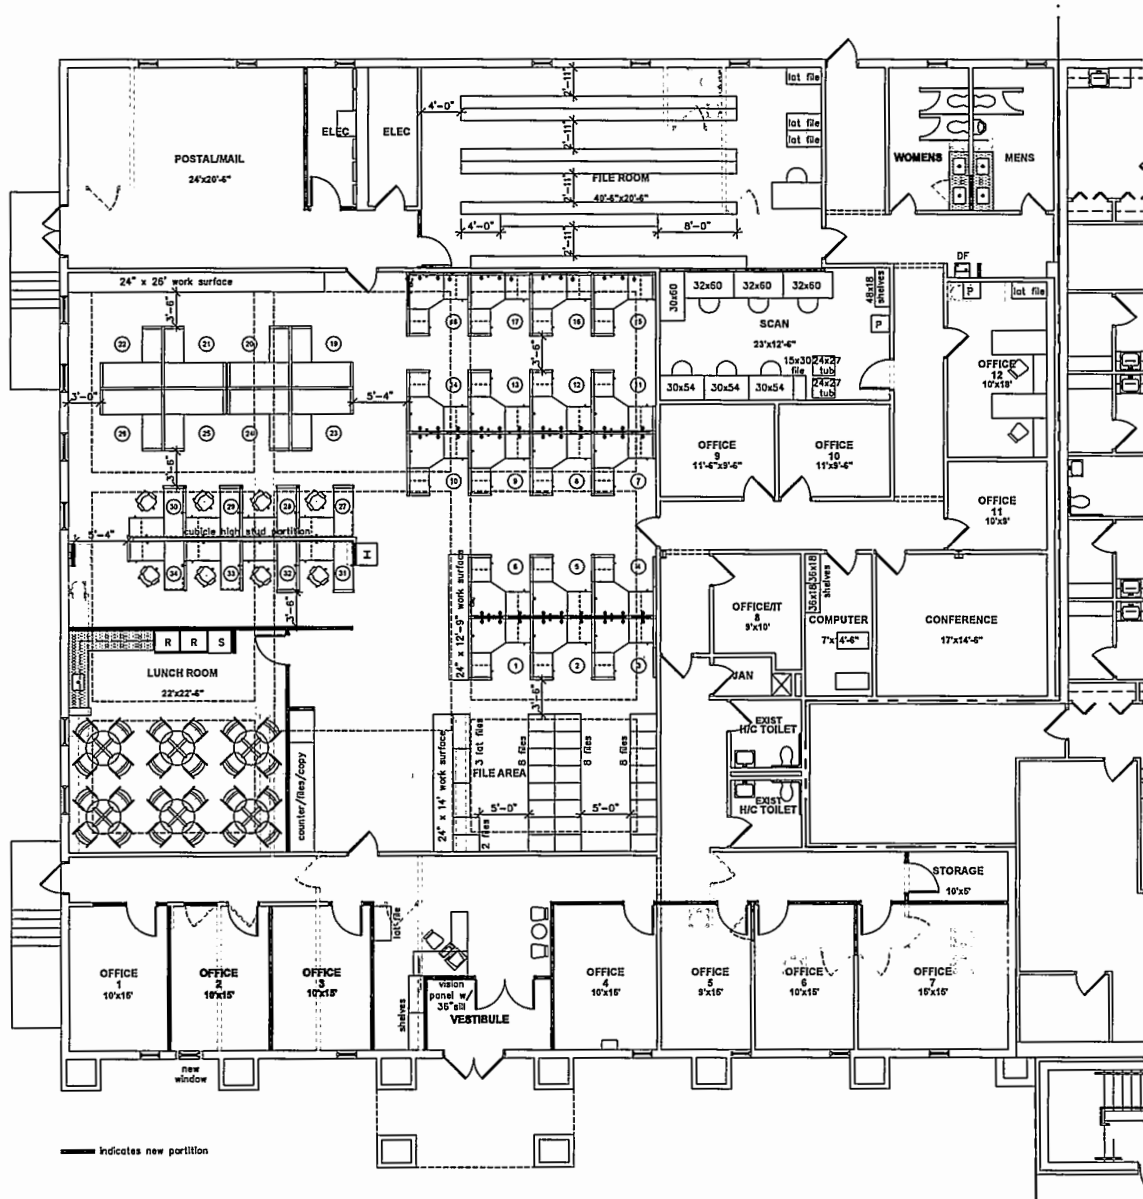 lat file
2'-11"
4'-0"
ELEC
ELEC
POSTAL/MAIL
24'x20'-6"
2'-11"
lat file
lat file
WOMENS
MENS
FILE ROOM
40'-6"x20'-6"
2'-11"
4'-0"
8'-0"
2'-11"
DF
24" x 26' work surface
3'-6"
30x60
32x60
32x60
32x60
48x18
shelves
P
lat file
18
17
16
15
SCAN
23'x12'-6"
P
22
21
20
19
3'-6"
15x30
file
24x27
tub
OFFICE
12
10'x18'
3'-0"
5'-4"
14
13
12
11
30x54
30x54
30x54
24x27
tub
26
25
24
23
OFFICE
9
11'-6"x9'-6"
OFFICE
10
11'x9'-6"
3'-6"
10
9
8
7
OFFICE
11
10'x9'
30
29
28
27
5'-4"
cubicle high stud partition
H
34
33
32
31
6
5
4
24" x 12'-9" work surface
36x18
36x18
shelves
OFFICE/IT
8
9'x10'
COMPUTER
7'x14'-6"
CONFERENCE
17'x14'-6"
3'-6"
R
R
S
LUNCH ROOM
22'x22'-6"
1
2
3
JAN
3'-6"
EXIST
H/C TOILET
counter/files/copy
24" x 14' work surface
3 lat files
8 files
8 files
8 files
FILE AREA
5'-0"
5'-0"
2 files
EXIST
H/C TOILET
STORAGE
10'x5'
lat file
OFFICE
1
10'x15'
OFFICE
2
10'x15'
OFFICE
3
10'x15'
OFFICE
4
10'x15'
OFFICE
5
9'x15'
OFFICE
6
10'x15'
OFFICE
7
15'x15'
shelves
vision
panel w/
36"sill
VESTIBULE
new
window
indicates new partition